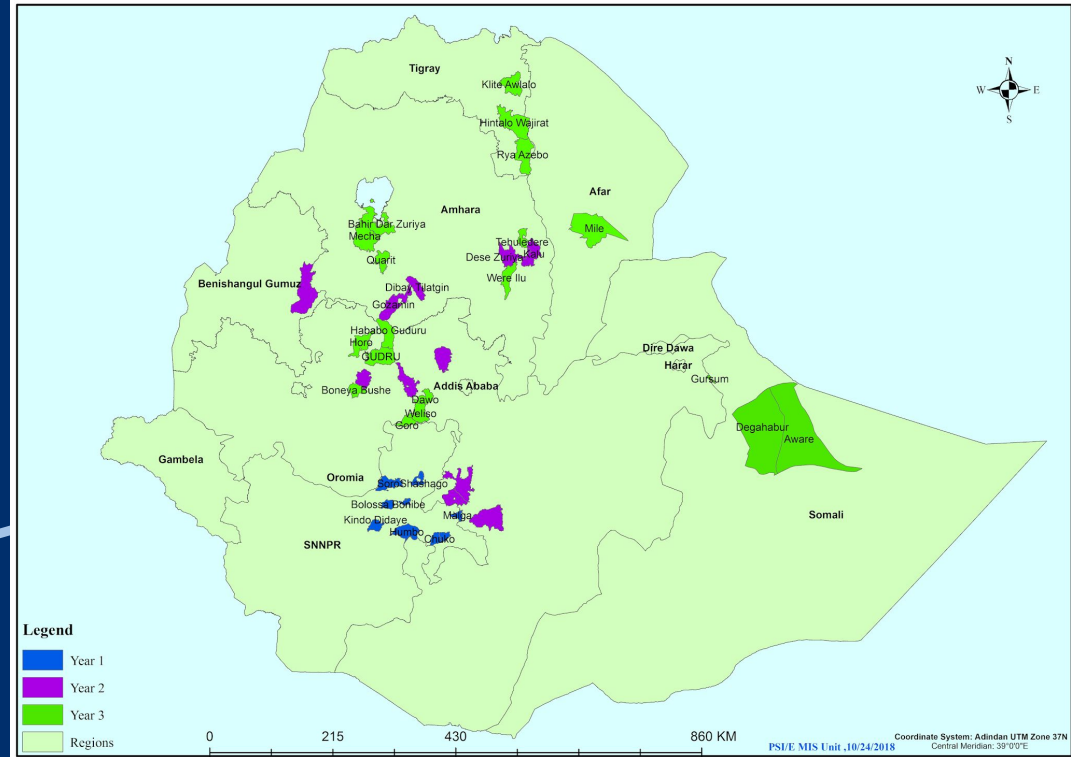 Tigray
Klite Awlalo
N
W E
S
Hintalo Wajirat
Rya Azebo
Afar
Amhara
Bahir Dar Zuriya
Mecha
Mile
Tehuledere
Kalu
Dese Zuriya
Quarit
Were Ilu
Benishangul Gumuz
Dibay Tilatgin
Gozamin
Hababo Guduru
Horo
GUDRU
Dire Dawa
Harar
Gursum
Boneya Bushe
Addis Ababa
Dawo
Weliso
Goro
Degahabur
Aware
Gambela
Oromia
Soro
Shashago
Bolossa Bonibe
Malga
Kindo Didaye
Humbo
Chuko
SNNPR
Somali
Legend
Year 1
Year 2
Year 3
Regions
0 215 430 860 KM
PSI/E MIS Unit ,10/24/2018
Coordinate System: Adindan UTM Zone 37N
Central Meridian: 39°0'0"E